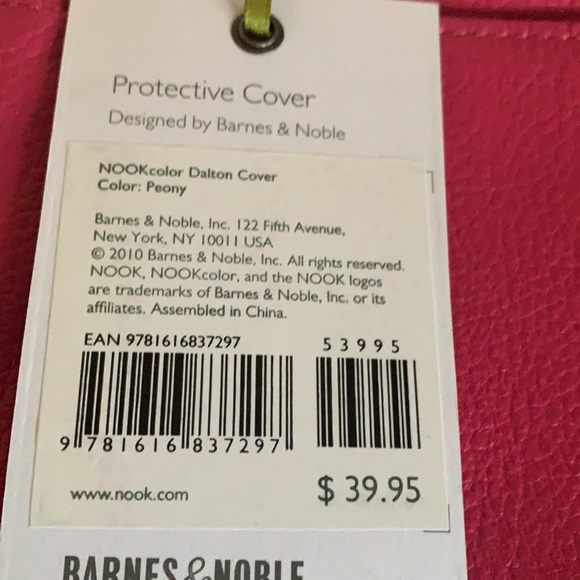 Protective Cover
Designed by Barnes & Noble
NOOKcolor Dalton Cover
Color: Peony
Barnes & Noble, Inc. 122 Fifth Avenue,
New York, NY 10011 USA
© 2010 Barnes & Noble, Inc. All rights reserved.
NOOK, NOOKcolor, and the NOOK logos
are trademarks of Barnes & Noble, Inc. or its
affiliates. Assembled in China.
EAN 9781616837297
53995
9 781616 837297
www.nook.com
$ 39.95
BARNES & NOBLE